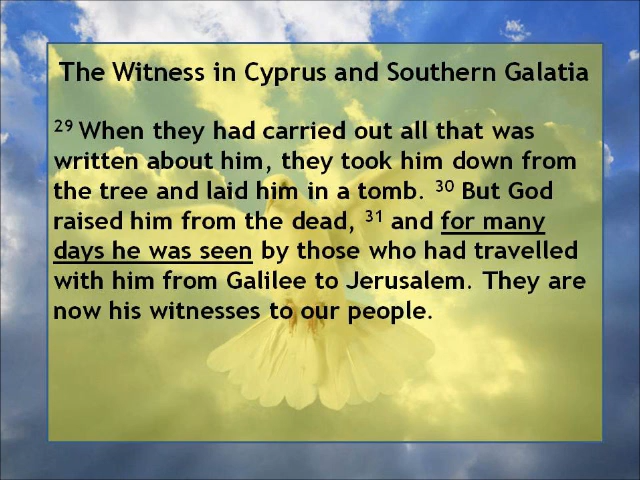 The Witness in Cyprus and Southern Galatia
29 When they had carried out all that was
written about him, they took him down from
the tree and laid him in a tomb. 30 But God
raised him from the dead, 31 and for many
days he was seen by those who had travelled
with him from Galilee to Jerusalem. They are
now his witnesses to our people.